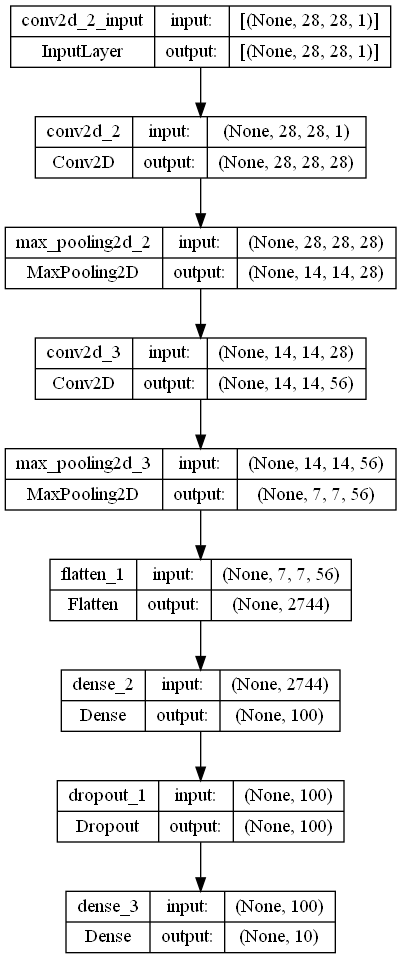 conv2d_2_input input: [(None, 28, 28, 1)]
InputLayer output: [(None, 28, 28, 1)]
conv2d_2 input: (None, 28, 28, 1)
Conv2D output: (None, 28, 28, 28)
max_pooling2d_2 input: (None, 28, 28, 28)
MaxPooling2D output: (None, 14, 14, 28)
conv2d_3 input: (None, 14, 14, 28)
Conv2D output: (None, 14, 14, 56)
max_pooling2d_3 input: (None, 14, 14, 56)
MaxPooling2D output: (None, 7, 7, 56)
flatten_1 input: (None, 7, 7, 56)
Flatten output: (None, 2744)
dense_2 input: (None, 2744)
Dense output: (None, 100)
dropout_1 input: (None, 100)
Dropout output: (None, 100)
dense_3 input: (None, 100)
Dense output: (None, 10)